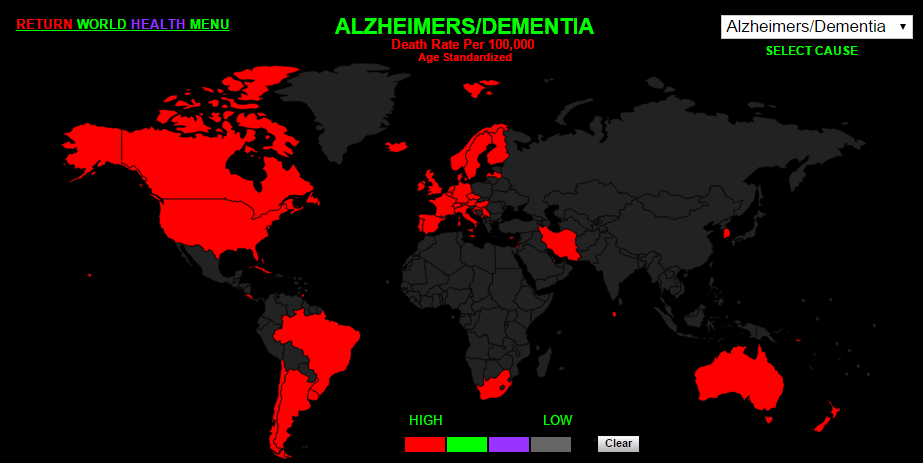 RETURN WORLD HEALTH MENU
ALZHEIMERS/DEMENTIA
Death Rate Per 100,000
Age Standardized
Alzheimers/Dementia
SELECT CAUSE
HIGH LOW
Clear